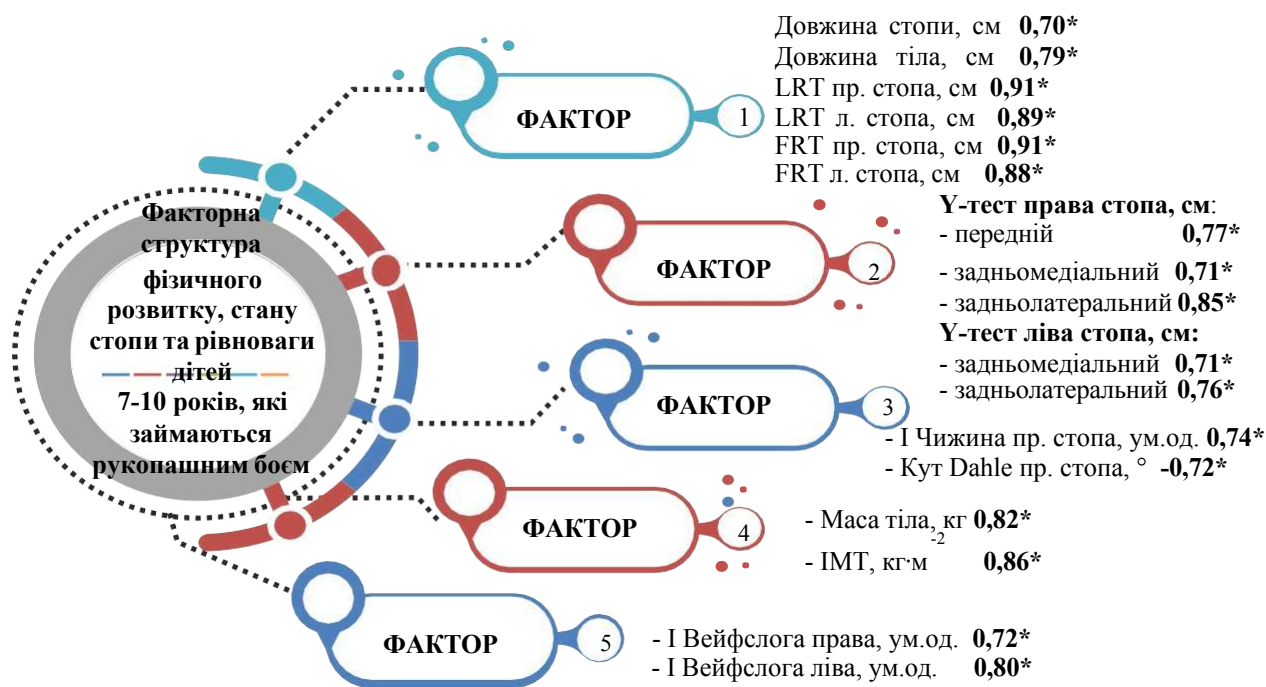 Факторна
структура
фізичного
розвитку, стану
стопи та рівноваги
дітей
7-10 років, які
займаються
рукопашним боєм
ФАКТОР
1
Довжина стопи, см 0,70*
Довжина тіла, см 0,79*
LRT пр. стопа, см 0,91*
LRT л. стопа, см 0,89*
FRT пр. стопа, см 0,91*
FRT л. стопа, см 0,88*
ФАКТОР
2
Y-тест права стопа, см:
- передній 0,77*
- задньомедіальний 0,71*
- задньолатеральний 0,85*
Y-тест ліва стопа, см:
- задньомедіальний 0,71*
- задньолатеральний 0,76*
ФАКТОР
3
- І Чижина пр. стопа, ум.од. 0,74*
- Кут Dahle пр. стопа, ° -0,72*
ФАКТОР
4
- Маса тіла, кг 0,82*
-2
- ІМТ, кг·м 0,86*
ФАКТОР
5
- І Вейфслога права, ум.од. 0,72*
- І Вейфслога ліва, ум.од. 0,80*